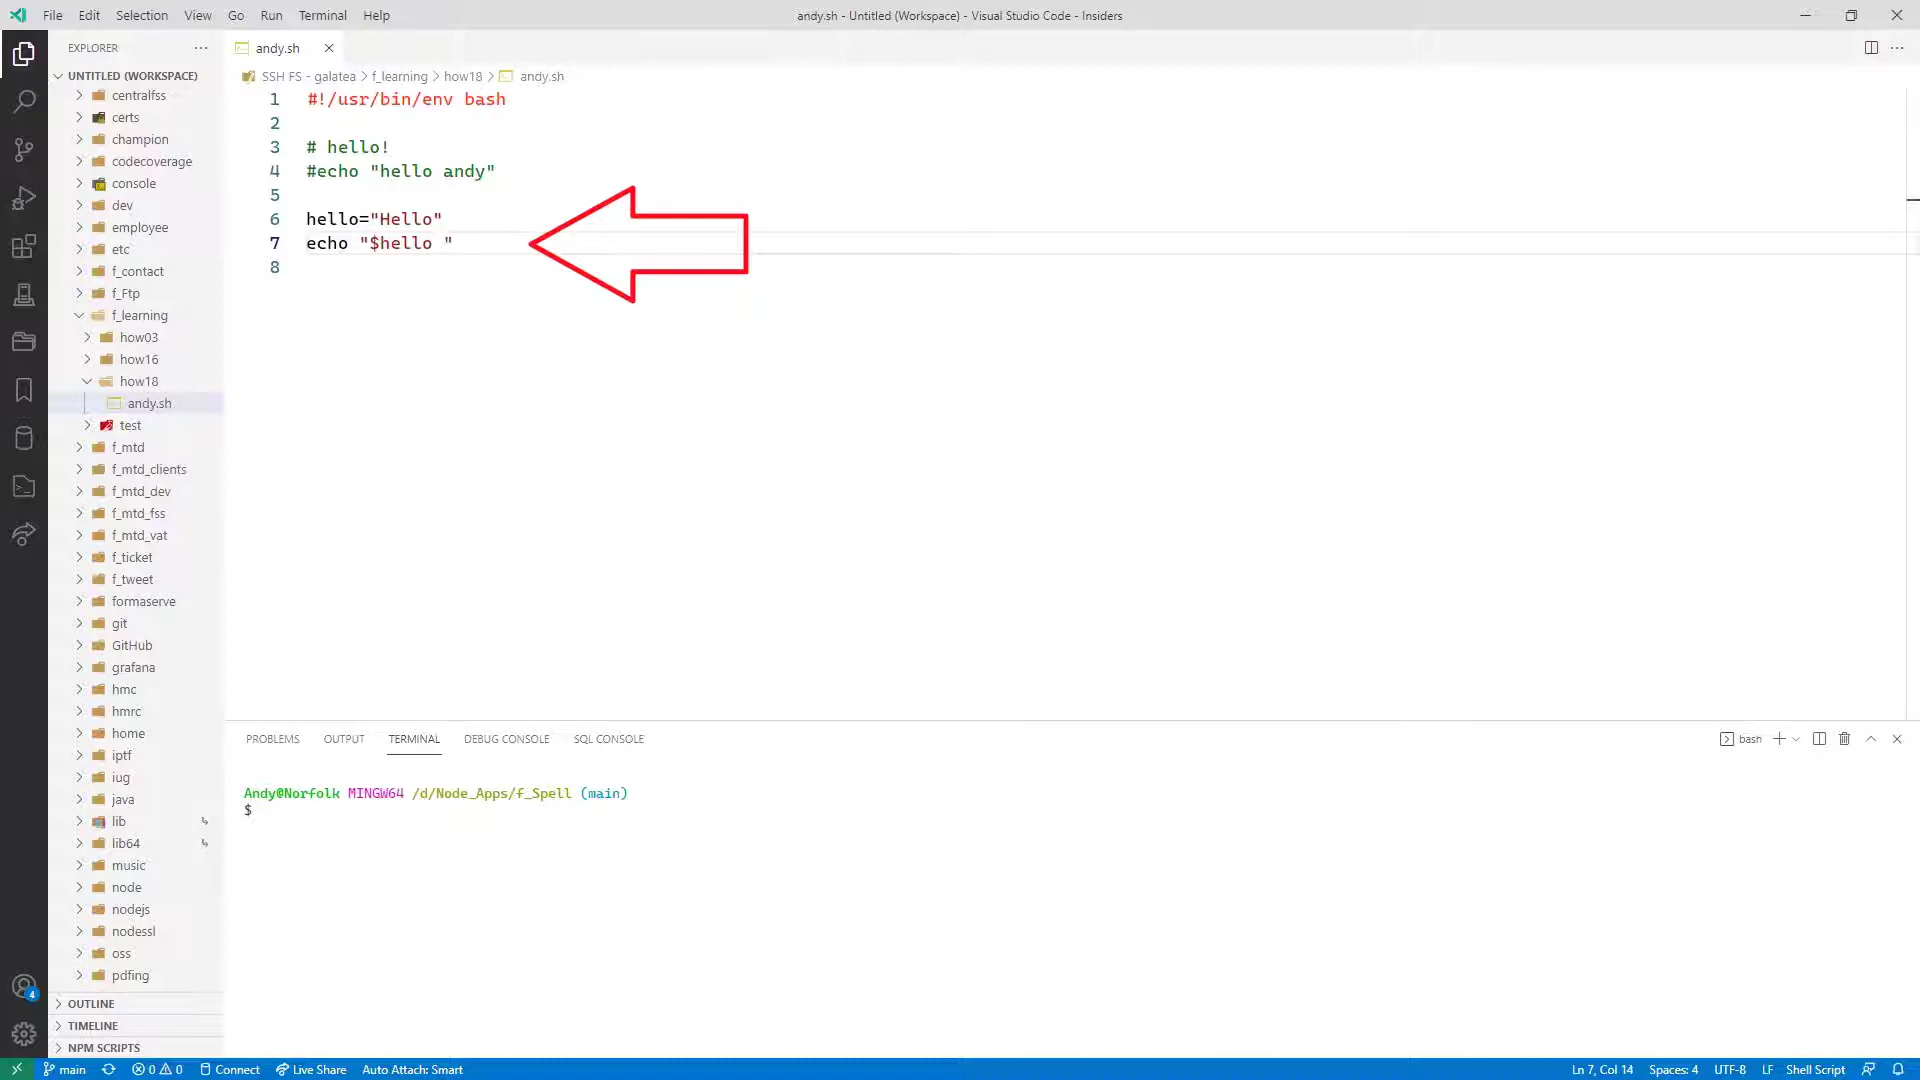 File Edit Selection View Go Run Terminal Help
andy.sh - Untitled (Workspace) - Visual Studio Code - Insiders
EXPLORER
UNTITLED (WORKSPACE)
centralfss
certs
champion
codecoverage
console
dev
employee
etc
f_contact
f_Ftp
f_learning
how03
how16
how18
andy.sh
test
f_mtd
f_mtd_clients
f_mtd_dev
f_mtd_fss
f_mtd_vat
f_ticket
f_tweet
formaserve
git
GitHub
grafana
hmc
hmrc
home
iptf
iug
java
lib
lib64
music
node
nodejs
nodessl
oss
pdfing
OUTLINE
TIMELINE
NPM SCRIPTS
andy.sh
SSH FS - galatea > f_learning > how18 > andy.sh
1 #!/usr/bin/env bash
2
3 # hello!
4 #echo "hello andy"
5
6 hello="Hello"
7 echo "$hello "
8
PROBLEMS OUTPUT TERMINAL DEBUG CONSOLE SQL CONSOLE
bash
Andy@Norfolk MINGW64 /d/Node_Apps/f_Spell (main)
$
4
main 0 0 Connect Live Share Auto Attach: Smart
Ln 7, Col 14 Spaces: 4 UTF-8 LF Shell Script